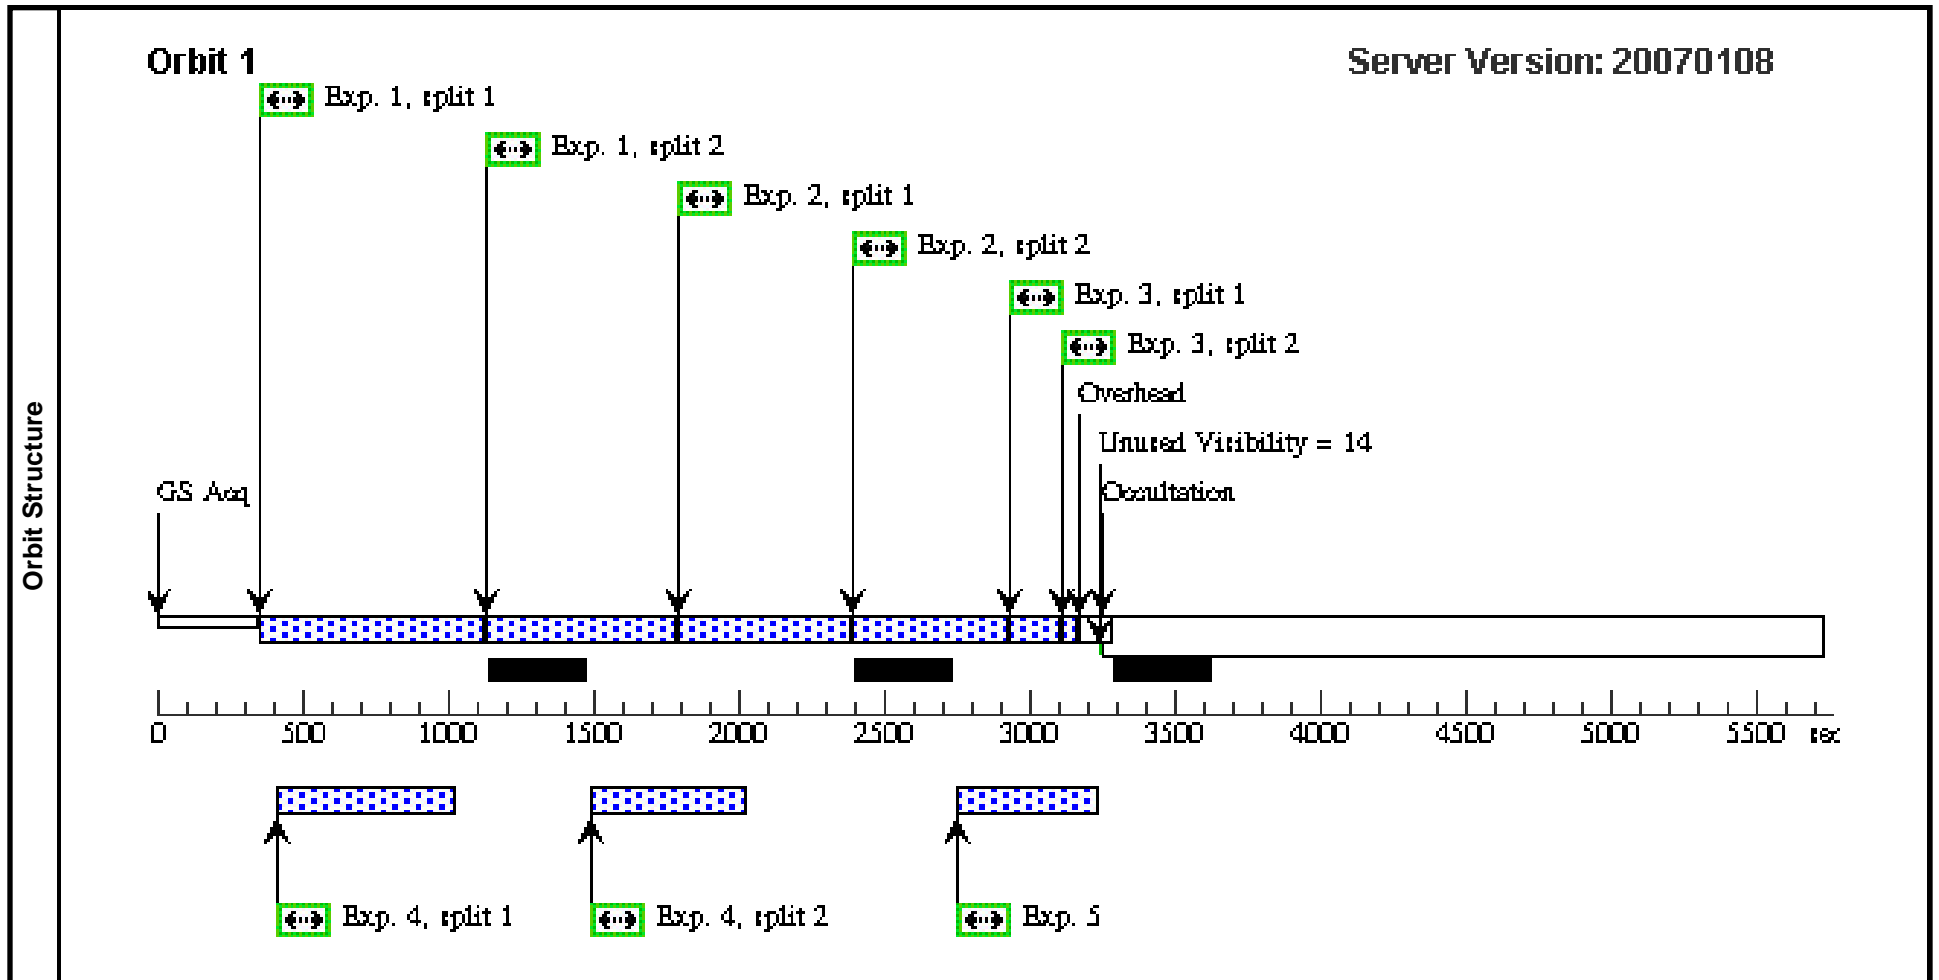 Orbit Structure
Orbit 1
Server Version: 20070108
Exp. 1, split 1
Exp. 1, split 2
Exp. 2, split 1
Exp. 2, split 2
Exp. 3, split 1
Exp. 3, split 2
Overhead
Unused Visibility = 14
GS Acq
Occultation
0 500 1000 1500 2000 2500 3000 3500 4000 4500 5000 5500 sec
Exp. 4, split 1
Exp. 4, split 2
Exp. 5